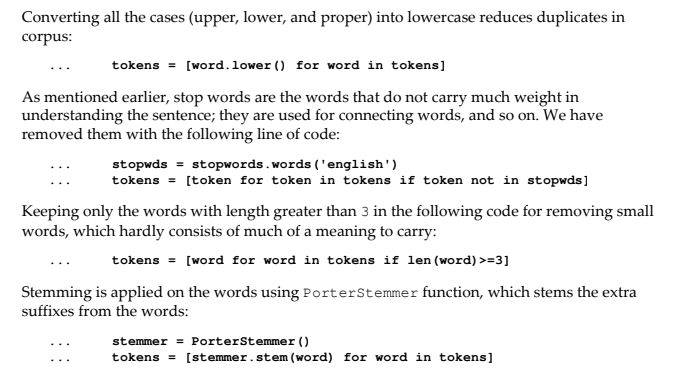 Converting all the cases (upper, lower, and proper) into lowercase reduces duplicates in
corpus:
... tokens = [word.lower() for word in tokens]
As mentioned earlier, stop words are the words that do not carry much weight in
understanding the sentence; they are used for connecting words, and so on. We have
removed them with the following line of code:
... stopwds = stopwords.words('english')
... tokens = [token for token in tokens if token not in stopwds]
Keeping only the words with length greater than 3 in the following code for removing small
words, which hardly consists of much of a meaning to carry:
... tokens = [word for word in tokens if len(word)>=3]
Stemming is applied on the words using PorterStemmer function, which stems the extra
suffixes from the words:
... stemmer = PorterStemmer()
... tokens = [stemmer.stem(word) for word in tokens]